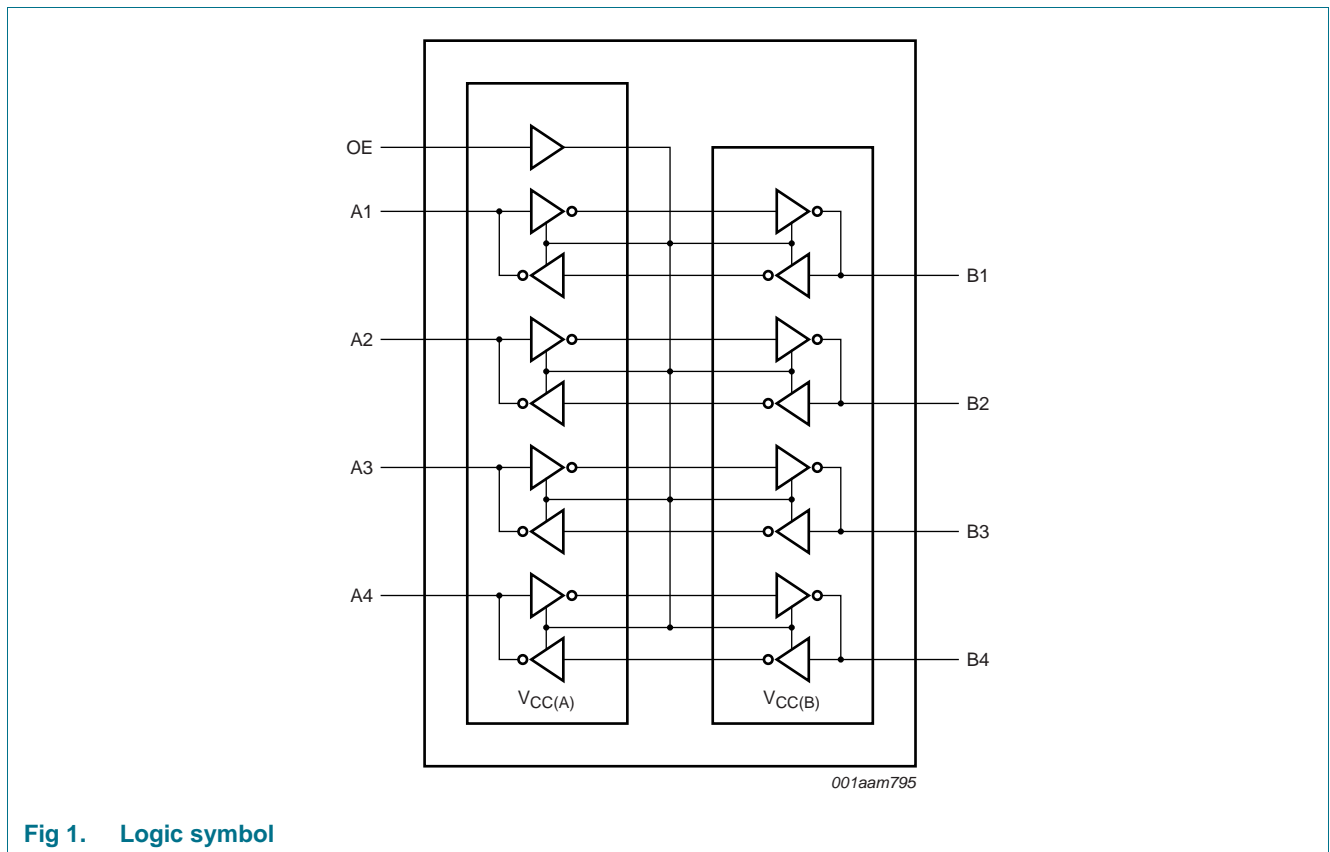 OE
A1
B1
A2
B2
A3
B3
A4
B4
VCC(A) VCC(B)
001aam795
Fig 1. Logic symbol